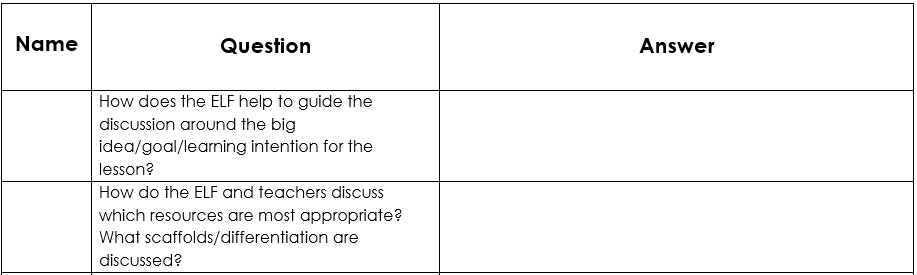 Name
Question
Answer
How does the ELF help to guide the
discussion around the big
idea/goal/learning intention for the
lesson?
How do the ELF and teachers discuss
which resources are most appropriate?
What scaffolds/differentiation are
discussed?